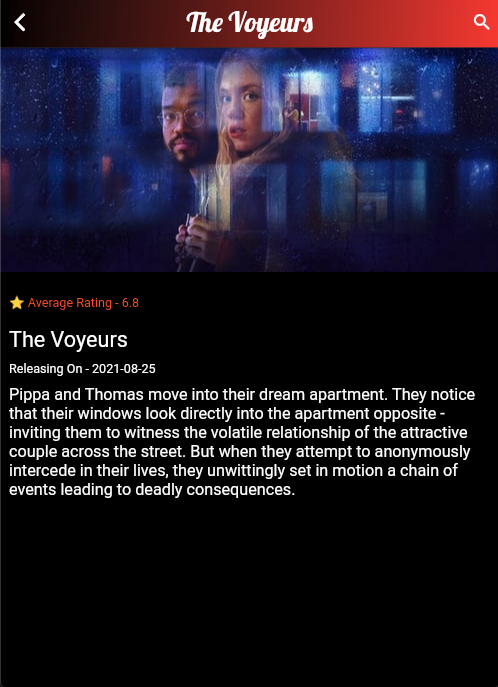 The Voyeurs
⭐ Average Rating - 6.8
The Voyeurs
Releasing On - 2021-08-25
Pippa and Thomas move into their dream apartment. They notice
that their windows look directly into the apartment opposite -
inviting them to witness the volatile relationship of the attractive
couple across the street. But when they attempt to anonymously
intercede in their lives, they unwittingly set in motion a chain of
events leading to deadly consequences.